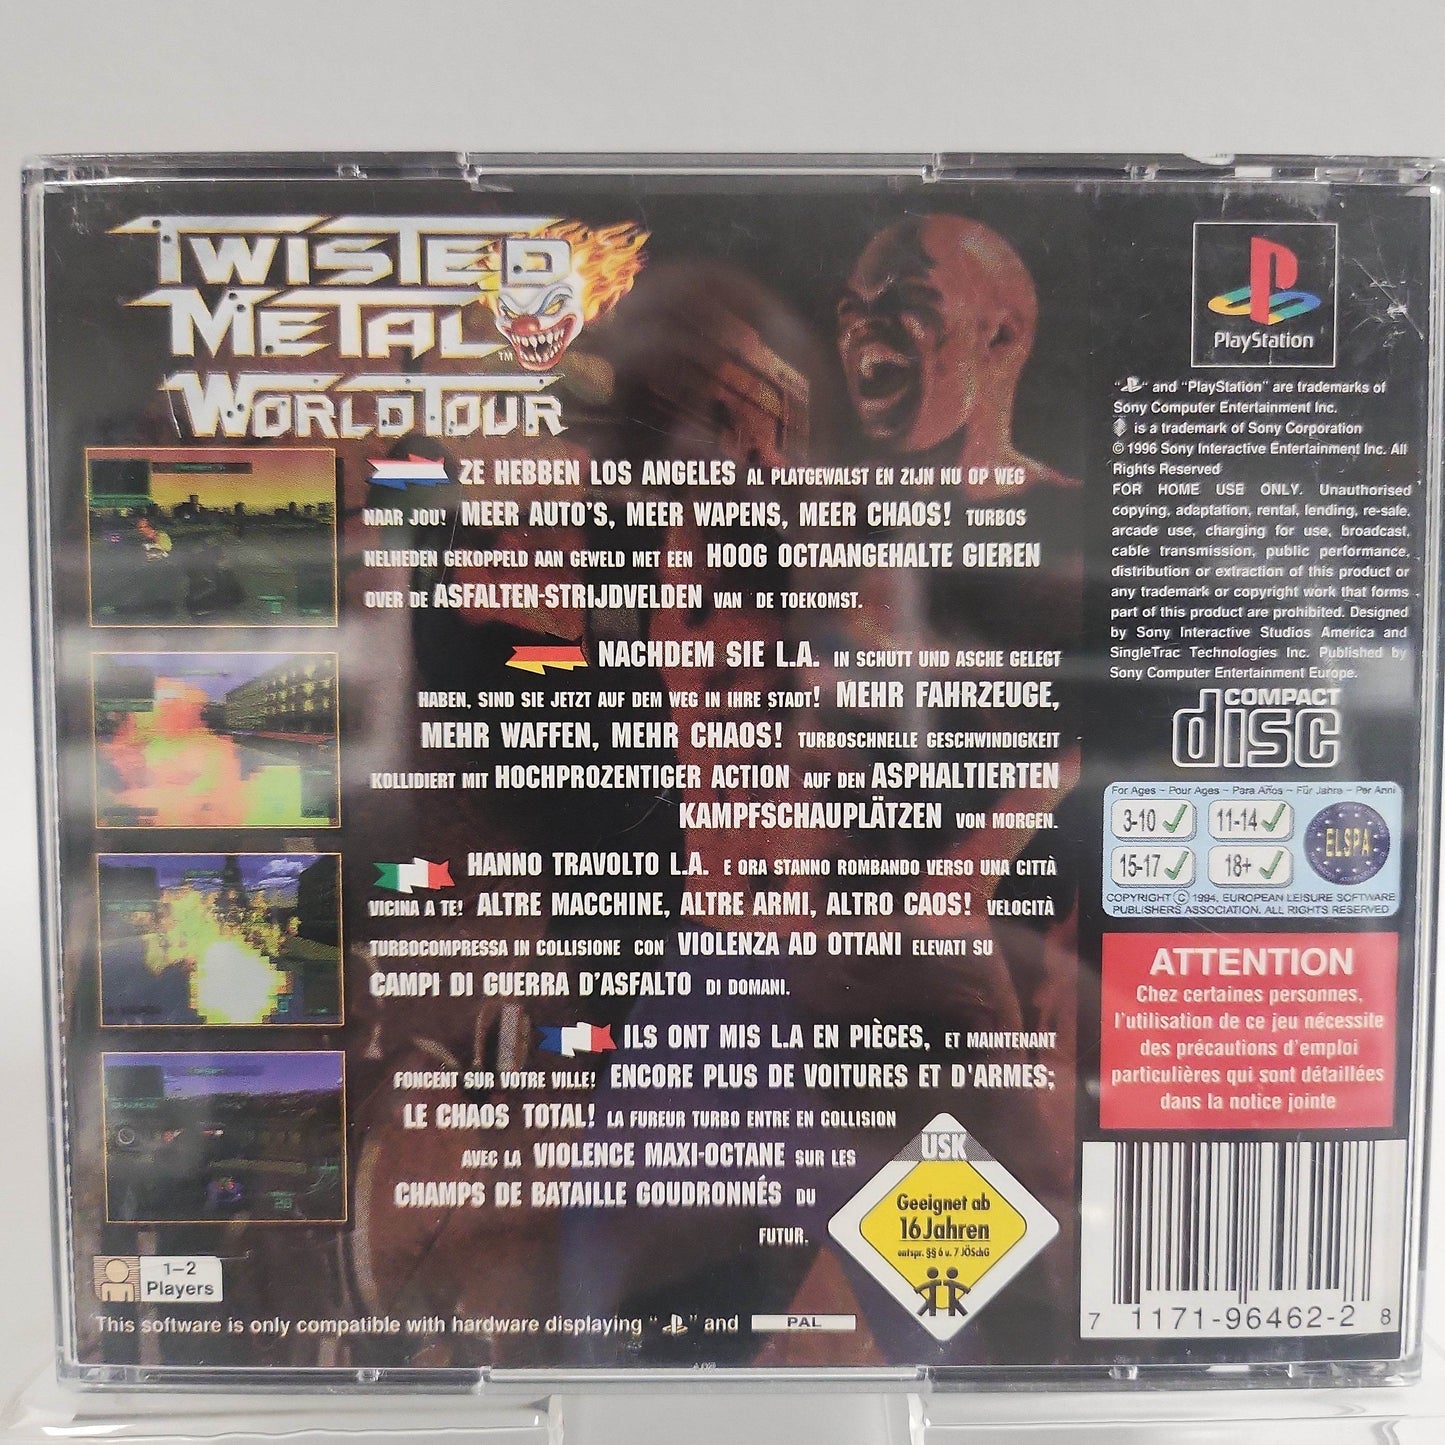 TWISTED
METAL
TM
WORLD TOUR
ZE HEBBEN LOS ANGELES AL PLATGEWALST EN ZIJN NU OP WEG
NAAR JOU! MEER AUTO'S, MEER WAPENS, MEER CHAOS! TURBOS
NELHEDEN GEKOPPELD AAN GEWELD MET EEN HOOG OCTAANGEHALTE GIEREN
OVER DE ASFALTEN-STRIJDVELDEN VAN DE TOEKOMST.
NACHDEM SIE L.A. IN SCHUTT UND ASCHE GELEGT
HABEN, SIND SIE JETZT AUF DEM WEG IN IHRE STADT! MEHR FAHRZEUGE,
MEHR WAFFEN, MEHR CHAOS! TURBOSCHNELLE GESCHWINDIGKEIT
KOLLIDIERT MIT HOCHPROZENTIGER ACTION AUF DEN ASPHALTIERTEN
KAMPFSCHAUPLÄTZEN VON MORGEN.
HANNO TRAVOLTO L.A. E ORA STANNO ROMBANDO VERSO UNA CITTÀ
VICINA A TE! ALTRE MACCHINE, ALTRE ARMI, ALTRO CAOS! VELOCITÀ
TURBOCOMPRESSA IN COLLISIONE CON VIOLENZA AD OTTANI ELEVATI SU
CAMPI DI GUERRA D'ASFALTO DI DOMANI.
ILS ONT MIS L.A EN PIÈCES, ET MAINTENANT
FONCENT SUR VOTRE VILLE! ENCORE PLUS DE VOITURES ET D'ARMES;
LE CHAOS TOTAL! LA FUREUR TURBO ENTRE EN COLLISION
AVEC LA VIOLENCE MAXI-OCTANE SUR LES
CHAMPS DE BATAILLE GOUDRONNÉS DU
FUTUR.
USK
Geeignet ab
16 Jahren
entspr. §§ 6 u. 7 JÖSchG
1–2
Players
This software is only compatible with hardware displaying " " and PAL
PlayStation
" " and "PlayStation" are trademarks of
Sony Computer Entertainment Inc.
is a trademark of Sony Corporation
© 1996 Sony Interactive Entertainment Inc. All
Rights Reserved
FOR HOME USE ONLY. Unauthorised
copying, adaptation, rental, lending, re-sale,
arcade use, charging for use, broadcast,
cable transmission, public performance,
distribution or extraction of this product or
any trademark or copyright work that forms
part of this product are prohibited. Designed
by Sony Interactive Studios America and
SingleTrac Technologies Inc. Published by
Sony Computer Entertainment Europe.
COMPACT
disc
For Ages ~ Pour Ages ~ Para Años ~ Für Jahre ~ Per Anni
3-10 11-14
15-17 18+
ELSPA
COPYRIGHT © 1994, EUROPEAN LEISURE SOFTWARE
PUBLISHERS ASSOCIATION. ALL RIGHTS RESERVED
ATTENTION
Chez certaines personnes,
l'utilisation de ce jeu nécessite
des précautions d'emploi
particulières qui sont détaillées
dans la notice jointe
7 11171-96462-2 8